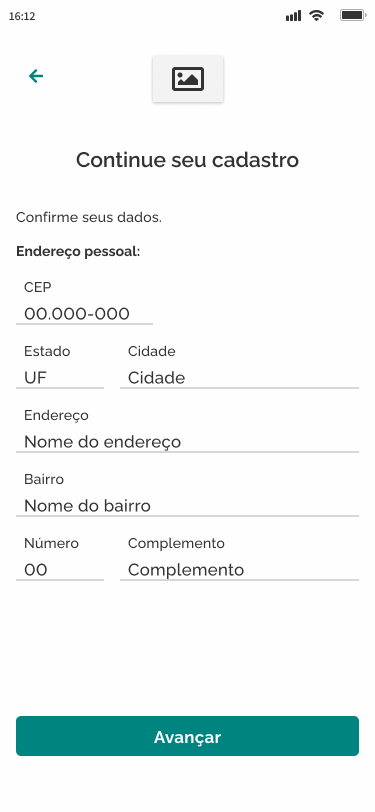 16:12
Continue seu cadastro
Confirme seus dados.
Endereço pessoal:
CEP
00.000-000
Estado Cidade
UF Cidade
Endereço
Nome do endereço
Bairro
Nome do bairro
Número Complemento
00 Complemento
Avançar